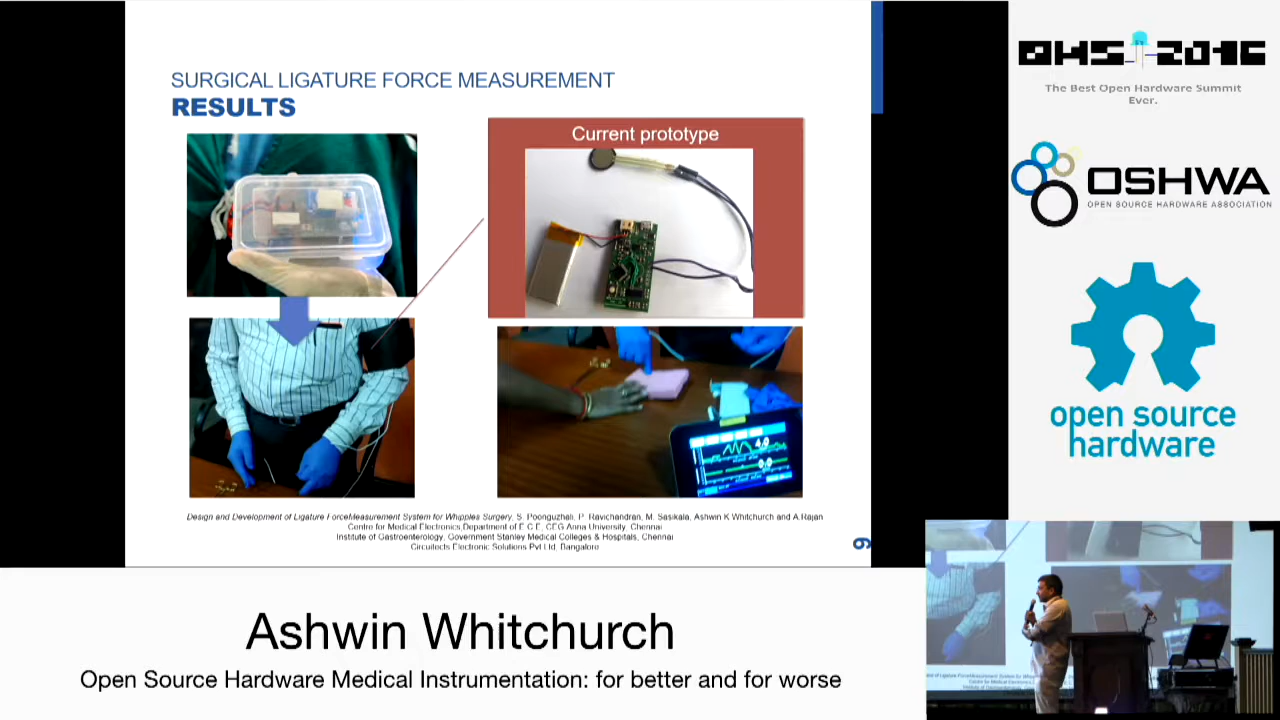 SURGICAL LIGATURE FORCE MEASUREMENT
RESULTS
Current prototype
Design and Development of Ligature ForceMeasurement System for Whipples Surgery, S. Poonguzhali, P. Ravichandran, M. Sasikala, Ashwin K Whitchurch and A.Rajan
Centre for Medical Electronics,Department of E.C.E, CEG Anna University, Chennai
Institute of Gastroenterology, Government Stanley Medical Colleges & Hospitals, Chennai
Circuitects Electronic Solutions Pvt Ltd, Bangalore
9
OHS 2016
The Best Open Hardware Summit
Ever.
OSHWA
OPEN SOURCE HARDWARE ASSOCIATION
open source
hardware
Ashwin Whitchurch
Open Source Hardware Medical Instrumentation: for better and for worse